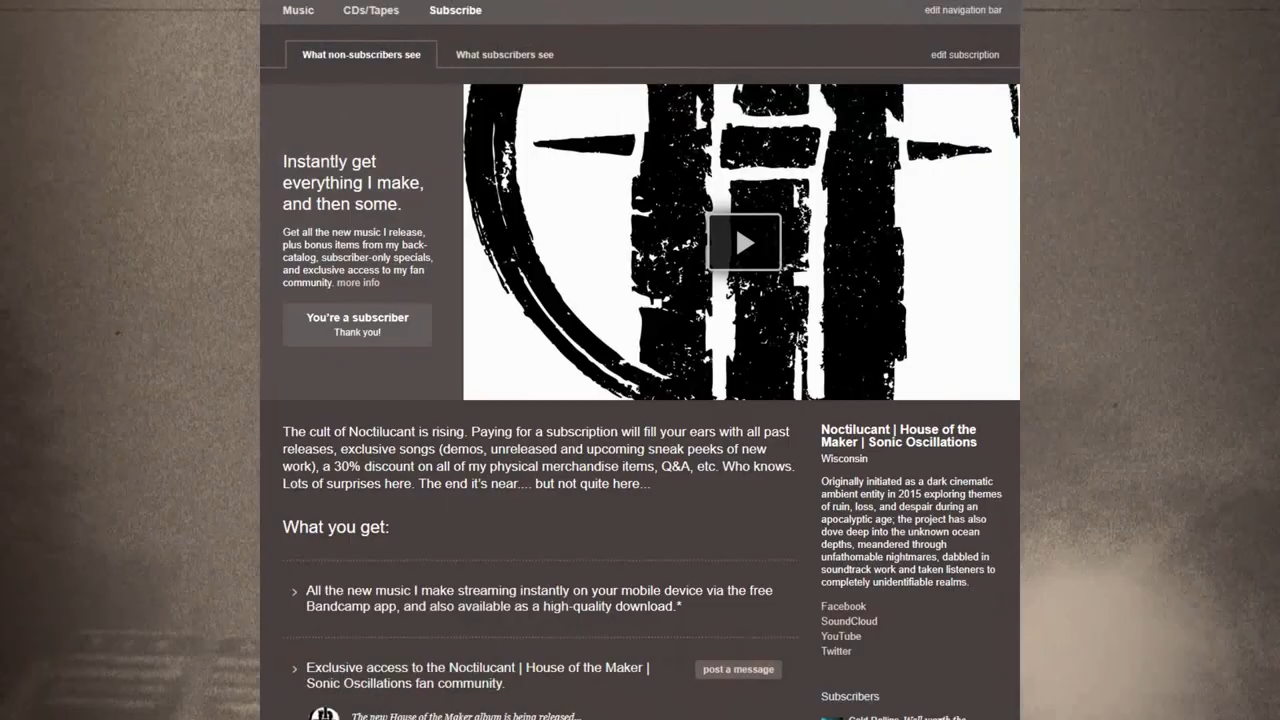 Music CDs/Tapes Subscribe edit navigation bar
What non-subscribers see What subscribers see edit subscription
Instantly get
everything I make,
and then some.
Get all the new music I release,
plus bonus items from my back-
catalog, subscriber-only specials,
and exclusive access to my fan
community. more info
You're a subscriber
Thank you!
The cult of Noctilucant is rising. Paying for a subscription will fill your ears with all past
releases, exclusive songs (demos, unreleased and upcoming sneak peeks of new
work), a 30% discount on all of my physical merchandise items, Q&A, etc. Who knows.
Lots of surprises here. The end it's near.... but not quite here...
What you get:
All the new music I make streaming instantly on your mobile device via the free
Bandcamp app, and also available as a high-quality download.*
Exclusive access to the Noctilucant | House of the Maker |
Sonic Oscillations fan community.
post a message
The new House of the Maker album is being released...
Noctilucant | House of the
Maker | Sonic Oscillations
Wisconsin
Originally initiated as a dark cinematic
ambient entity in 2015 exploring themes
of ruin, loss, and despair during an
apocalyptic age; the project has also
dove deep into the unknown ocean
depths, meandered through
unfathomable nightmares, dabbled in
soundtrack work and taken listeners to
completely unidentifiable realms.
Facebook
SoundCloud
YouTube
Twitter
Subscribers